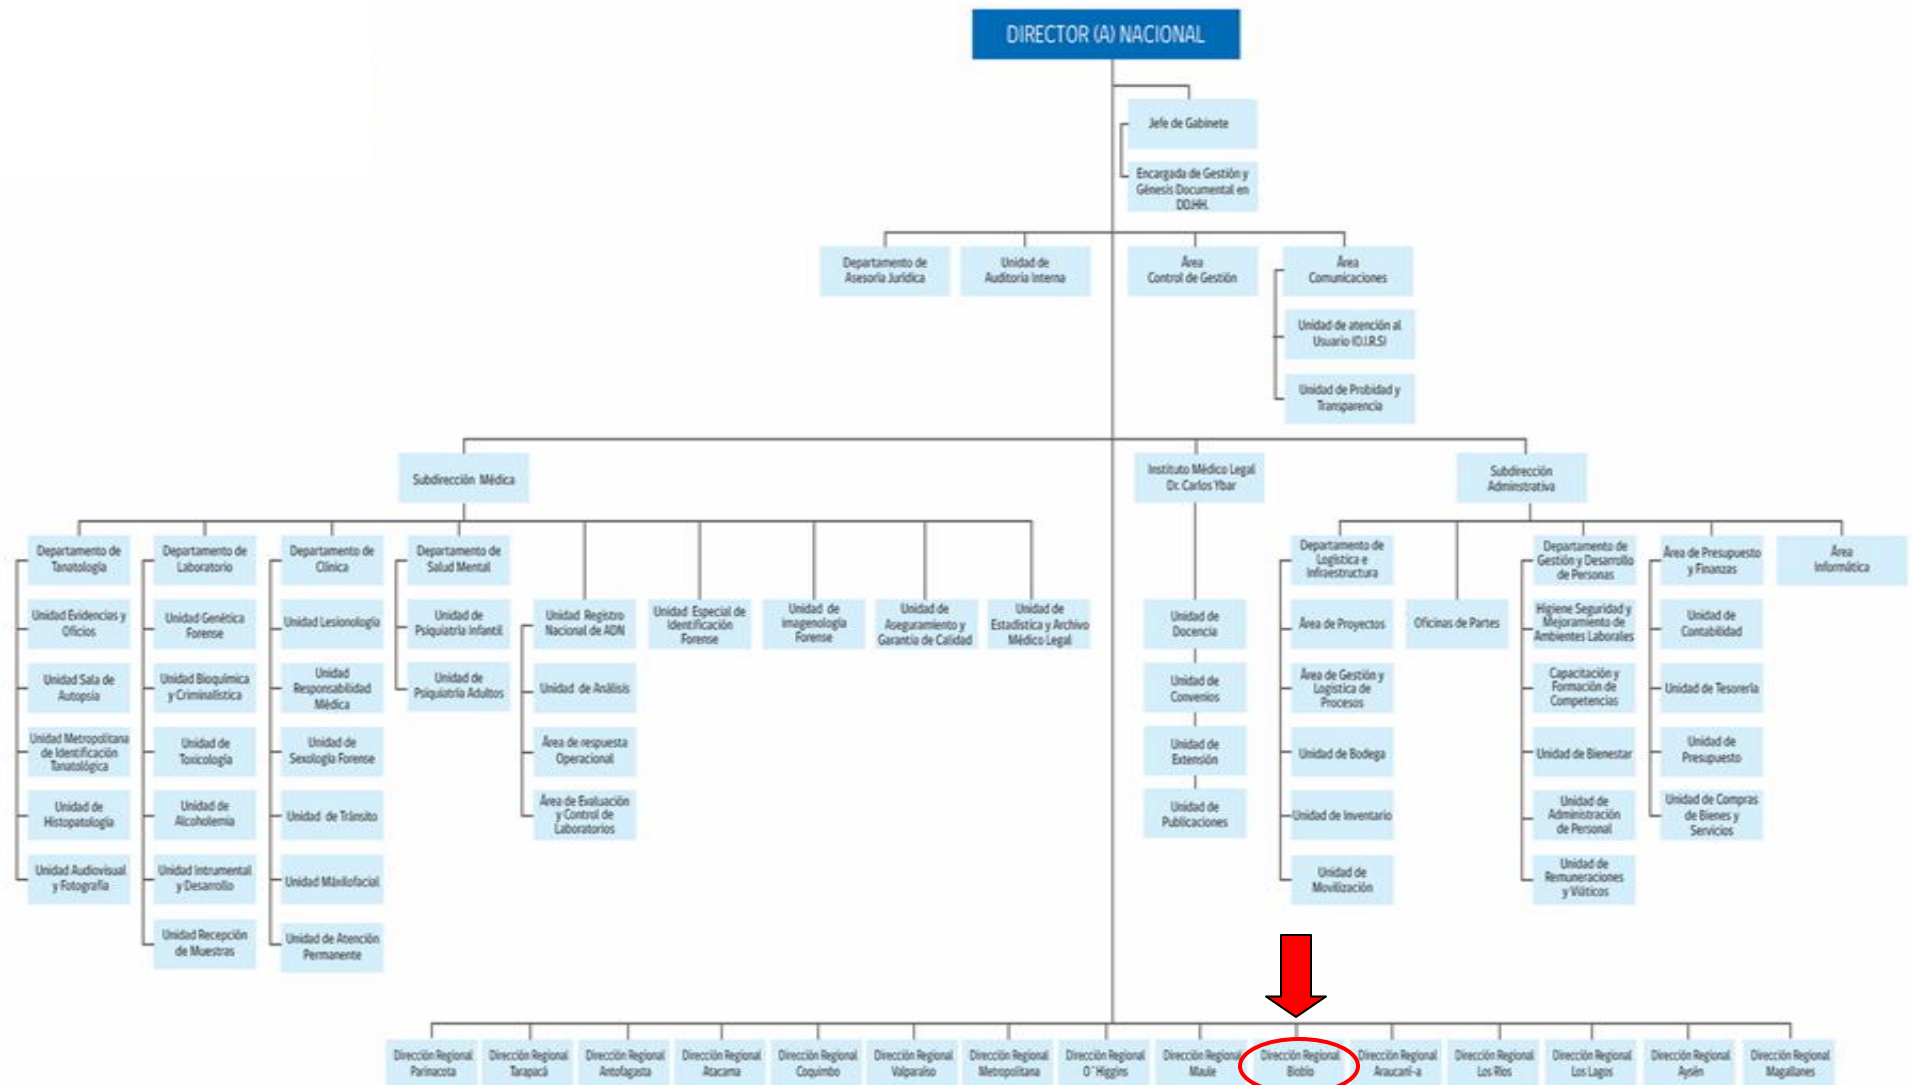 DIRECTOR (A) NACIONAL
Jefe de Gabinete
Encargada de Gestión y
Génesis Documental en
DD.HH.
Departamento de
Asesoría Jurídica
Unidad de
Auditoria Interna
Área
Control de Gestión
Área
Comunicaciones
Unidad de atención al
Usuario (O.I.R.S)
Unidad de Probidad y
Transparencia
Subdirección Médica
Instituto Médico Legal
Dr. Carlos Ybar
Subdirección
Adminstrativa
Departamento de
Tanatología
Unidad Evidencias y
Oficios
Unidad Sala de
Autopsia
Unidad Metropolitana
de Identificación
Tanatológica
Unidad de
Histopatología
Unidad Audiovisual
y Fotografía
Departamento de
Laboratorio
Unidad Genética
Forense
Unidad Bioquímica
y Criminalística
Unidad de
Toxicología
Unidad de
Alcoholemia
Unidad Intrumental
y Desarrollo
Unidad Recepción
de Muestras
Departamento de
Clínica
Unidad Lesionología
Unidad
Responsabilidad
Médica
Unidad de
Sexología Forense
Unidad de Tránsito
Unidad Máxilofacial
Unidad de Atención
Permanente
Departamento de
Salud Mental
Unidad de
Psiquiatría Infantil
Unidad de
Psiquiatría Adultos
Unidad Registro
Nacional de ADN
Unidad de Análisis
Área de respuesta
Operacional
Área de Evaluación
y Control de
Laboratorios
Unidad Especial de
Identificación
Forense
Unidad de
Imagenología
Forense
Unidad de
Aseguramiento y
Garantía de Calidad
Unidad de
Estadística y Archivo
Médico Legal
Unidad de
Docencia
Unidad de
Convenios
Unidad de
Extensión
Unidad de
Publicaciones
Departamento de
Logística e
Infraestructura
Área de Proyectos
Área de Gestión y
Logística de
Procesos
Unidad de Bodega
Unidad de Inventario
Unidad de
Movilización
Oficinas de Partes
Departamento de
Gestión y Desarrollo
de Personas
Higiene Seguridad y
Mejoramiento de
Ambientes Laborales
Capacitación y
Formación de
Competencias
Unidad de Bienestar
Unidad de
Administración
de Personal
Unidad de
Remuneraciones
y Viáticos
Área de Presupuesto
y Finanzas
Unidad de
Contabilidad
Unidad de Tesorería
Unidad de
Presupuesto
Unidad de Compras
de Bienes y
Servicios
Área
Informática
Dirección Regional
Parinacota
Dirección Regional
Tarapacá
Dirección Regional
Antofagasta
Dirección Regional
Atacama
Dirección Regional
Coquimbo
Dirección Regional
Valparaíso
Dirección Regional
Metropolitana
Dirección Regional
O´Higgins
Dirección Regional
Maule
Dirección Regional
Biobío
Dirección Regional
Araucaní-a
Dirección Regional
Los Ríos
Dirección Regional
Los Lagos
Dirección Regional
Aysén
Dirección Regional
Magallanes